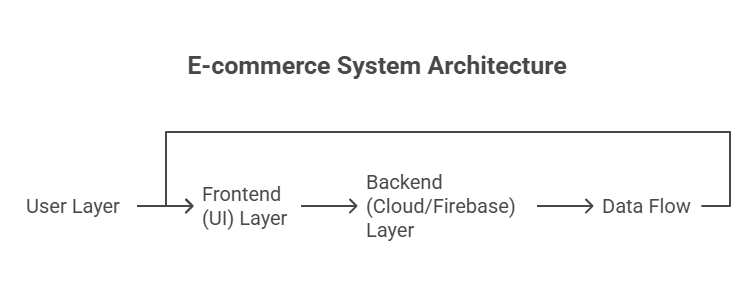 E-commerce System Architecture
User Layer
Frontend
(UI) Layer
Backend
(Cloud/Firebase)
Layer
Data Flow